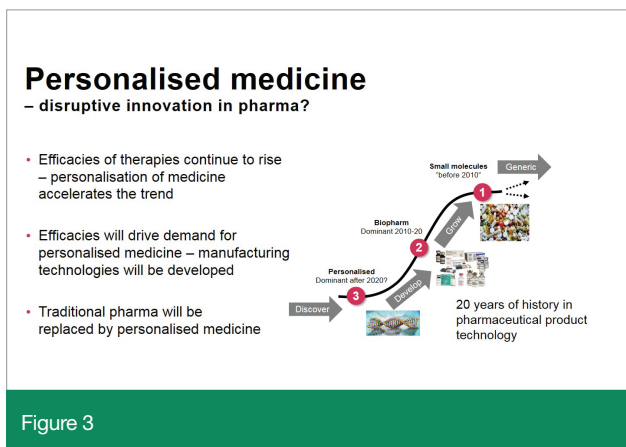 Personalised medicine
– disruptive innovation in pharma?
• Efficacies of therapies continue to rise
– personalisation of medicine
accelerates the trend
• Efficacies will drive demand for
personalised medicine – manufacturing
technologies will be developed
• Traditional pharma will be
replaced by personalised medicine
Small molecules
"before 2010"
Generic
1
Biopharm
Dominant 2010-20
Grow
2
Personalised
Dominant after 2020?
3
Develop
Discover
20 years of history in
pharmaceutical product
technology
Figure 3